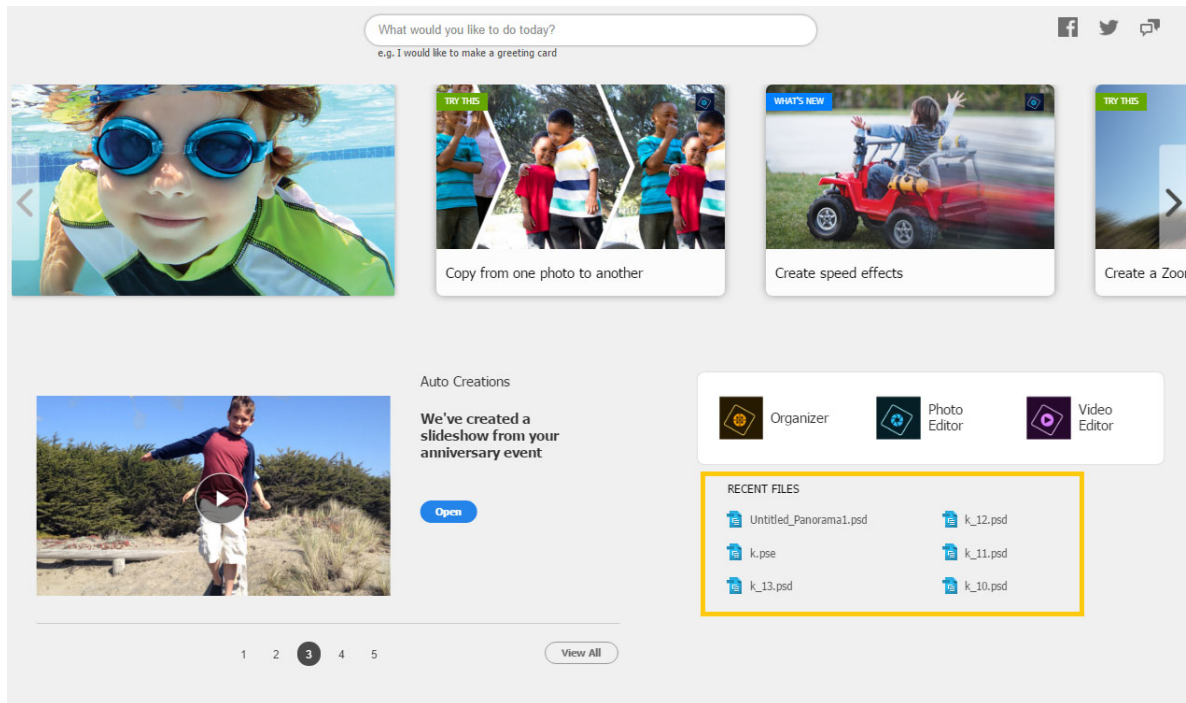 What would you like to do today?
e.g. I would like to make a greeting card
TRY THIS
WHAT'S NEW
TRY THIS
Copy from one photo to another
Create speed effects
Create a Zoo
Auto Creations
We've created a
slideshow from your
anniversary event
Open
Organizer
Photo
Editor
Video
Editor
RECENT FILES
Untitled_Panorama1.psd
k_12.psd
k.pse
k_11.psd
k_13.psd
k_10.psd
1 2 3 4 5
View All